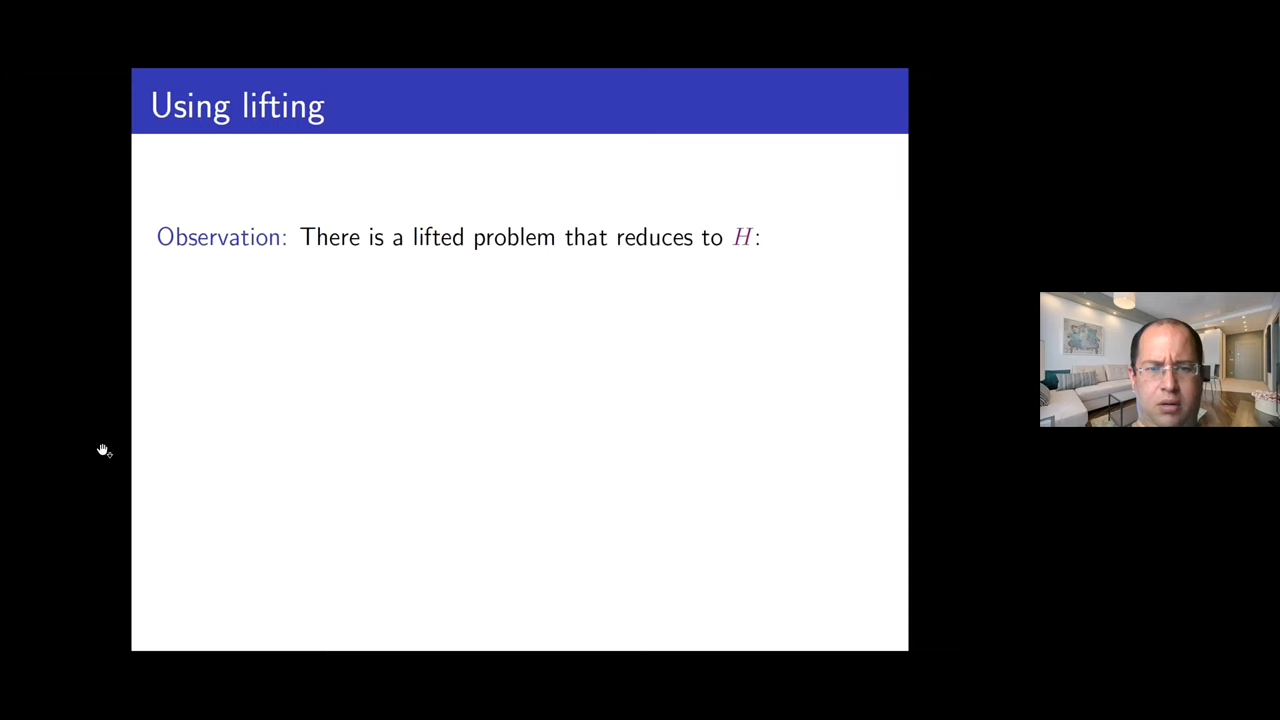 Using lifting
Observation: There is a lifted problem that reduces to H: